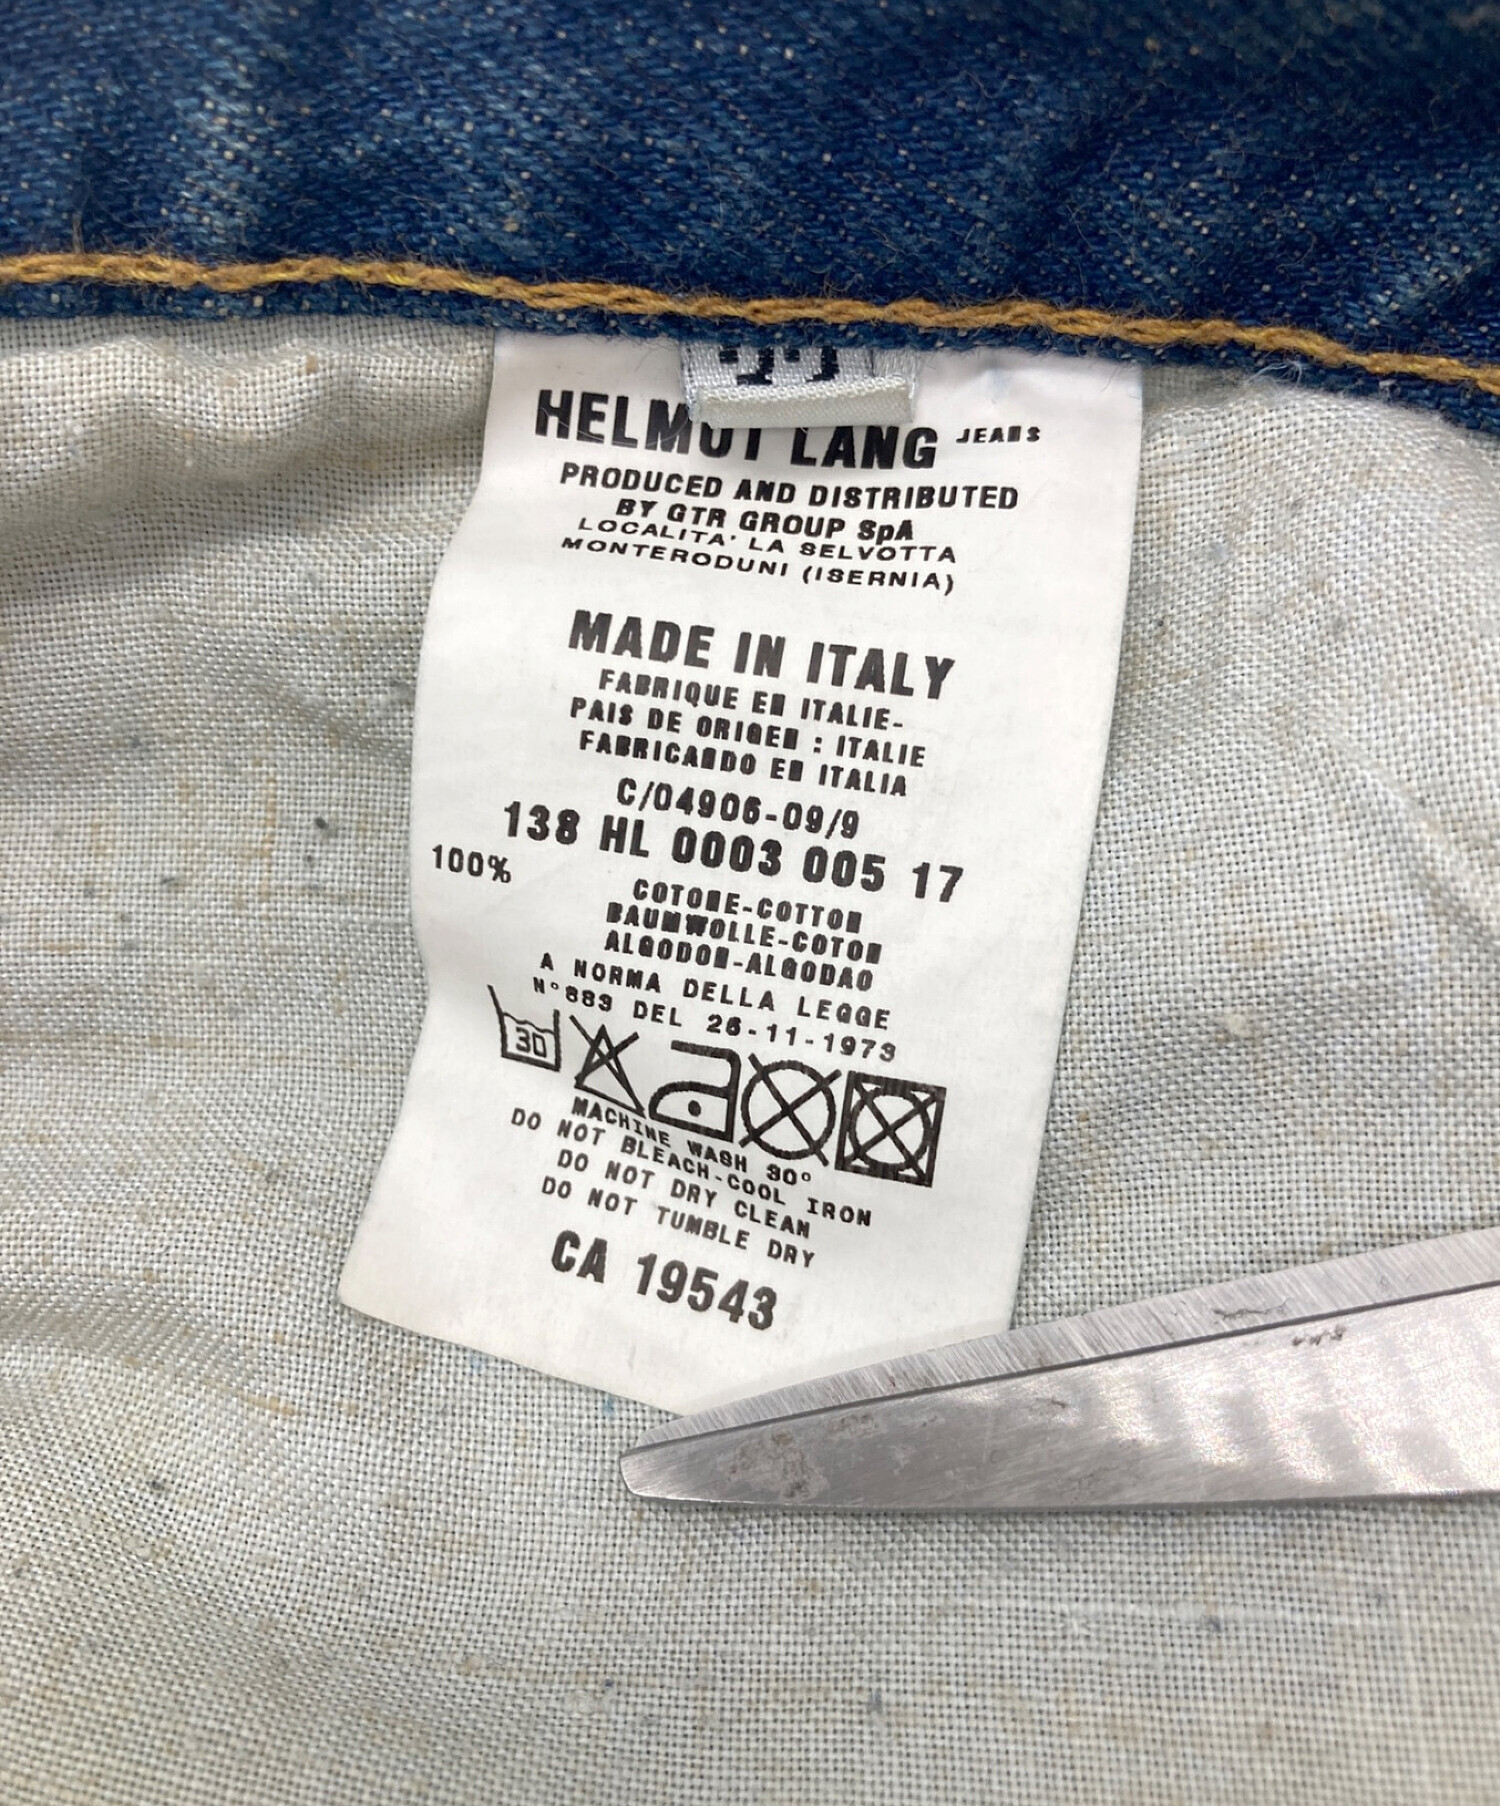 HELMUT LANG JEANS
PRODUCED AND DISTRIBUTED
BY GTR GROUP SpA
LOCALITA' LA SELVOTTA
MONTERODUNI (ISERNIA)
MADE IN ITALY
FABRIQUE EN ITALIE-
PAIS DE ORIGEN : ITALIE
FABRICANDO EN ITALIA
C/04906-09/9
138 HL 0003 005 17
100%
COTONE-COTTON
BAUMWOLLE-COTON
ALGODON-ALGODAO
A NORMA DELLA LEGGE
N°883 DEL 26-11-1973
30
MACHINE WASH 30°
DO NOT BLEACH-COOL IRON
DO NOT DRY CLEAN
DO NOT TUMBLE DRY
CA 19543